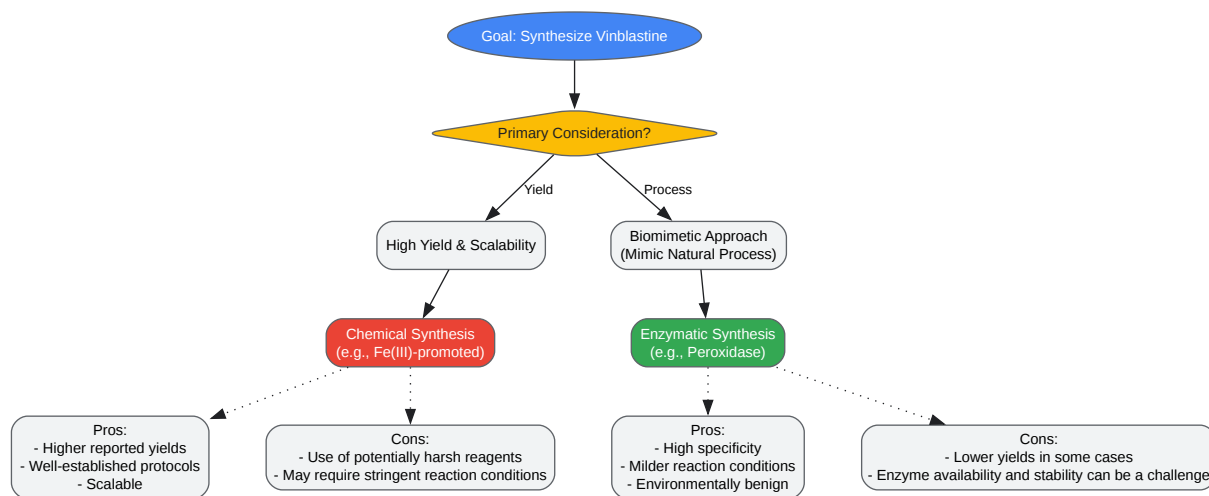 Goal: Synthesize Vinblastine
Primary Consideration?
Yield
Process
High Yield & Scalability
Biomimetic Approach
(Mimic Natural Process)
Chemical Synthesis
(e.g., Fe(III)-promoted)
Enzymatic Synthesis
(e.g., Peroxidase)
Pros:
- Higher reported yields
- Well-established protocols
- Scalable
Cons:
- Use of potentially harsh reagents
- May require stringent reaction conditions
Pros:
- High specificity
- Milder reaction conditions
- Environmentally benign
Cons:
- Lower yields in some cases
- Enzyme availability and stability can be a challenge